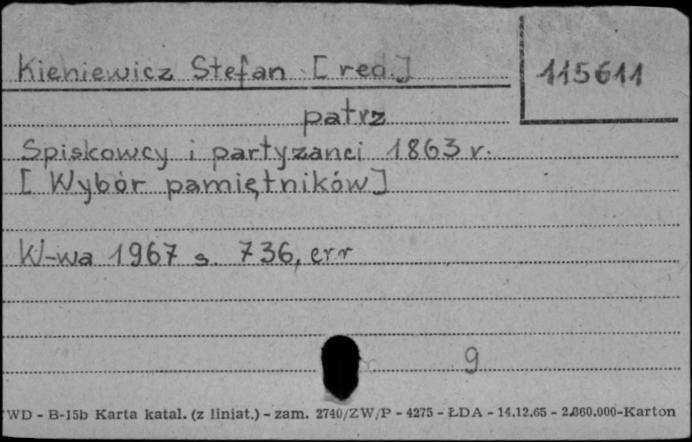 Kieniewicz Stefan [red.] 115611
patrz
Spiskowcy i partyzanci 1863 r.
[Wybór pamiętników]
W-wa 1967 s. 736, err
9
WD - B-15b Karta katal. (z liniat.) - zam. 2740/ZW/P - 4275 - ŁDA - 14.12.65 - 2.860.000-Karton